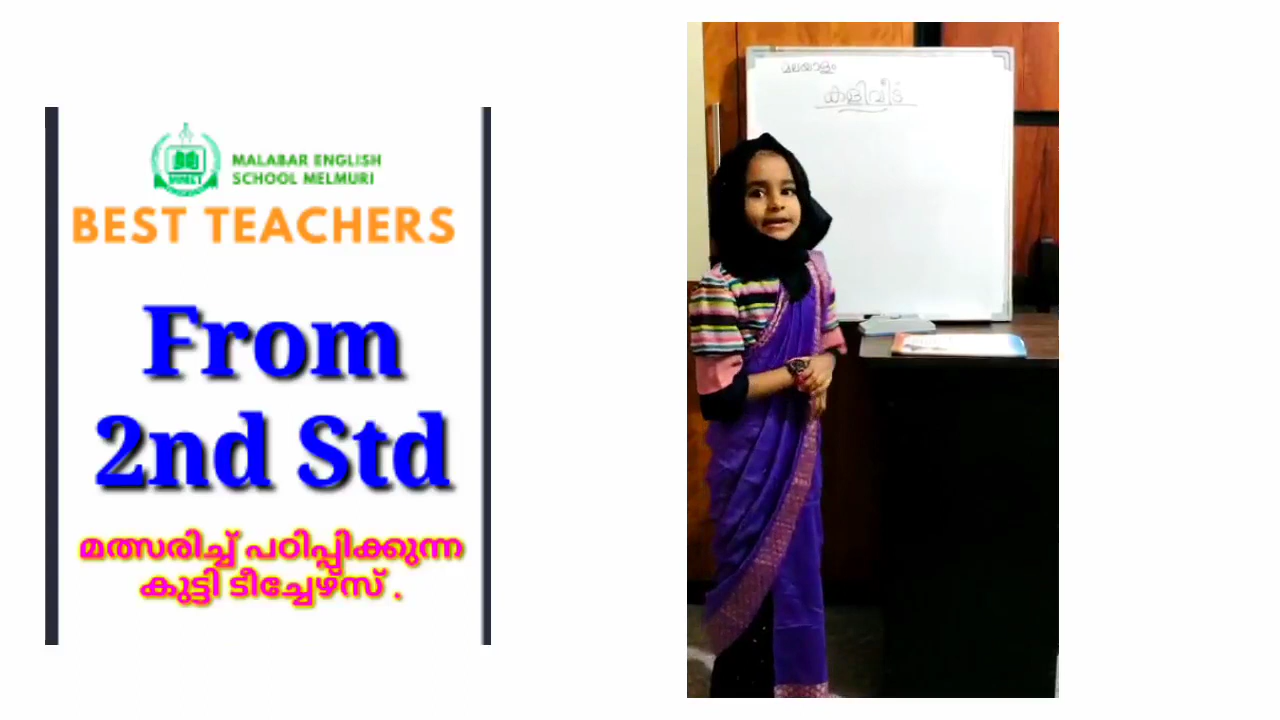 MALABAR ENGLISH
SCHOOL MELMURI
BEST TEACHERS
From
2nd Std
മത്സരിച്ച് പഠിപ്പിക്കുന്ന
കുട്ടി ടീച്ചേഴ്സ് .
മലയാളം
കളിവീട്